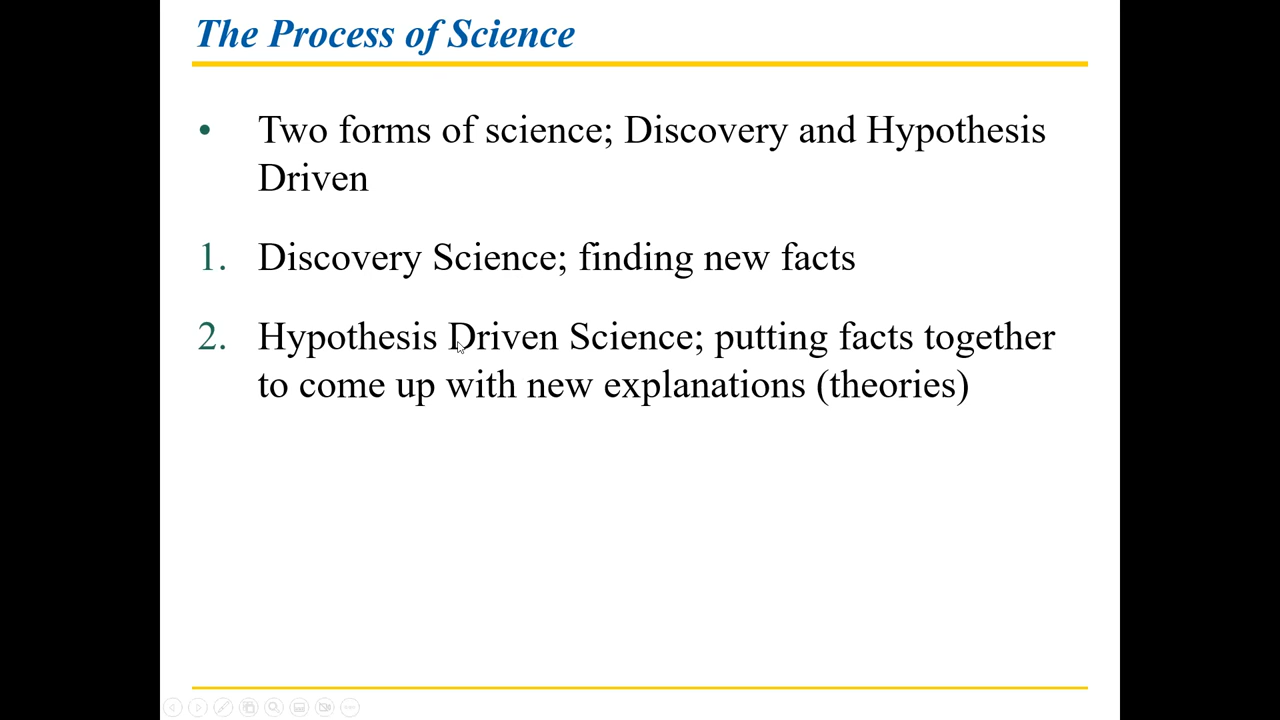 The Process of Science
• Two forms of science; Discovery and Hypothesis
Driven
1. Discovery Science; finding new facts
2. Hypothesis Driven Science; putting facts together
to come up with new explanations (theories)